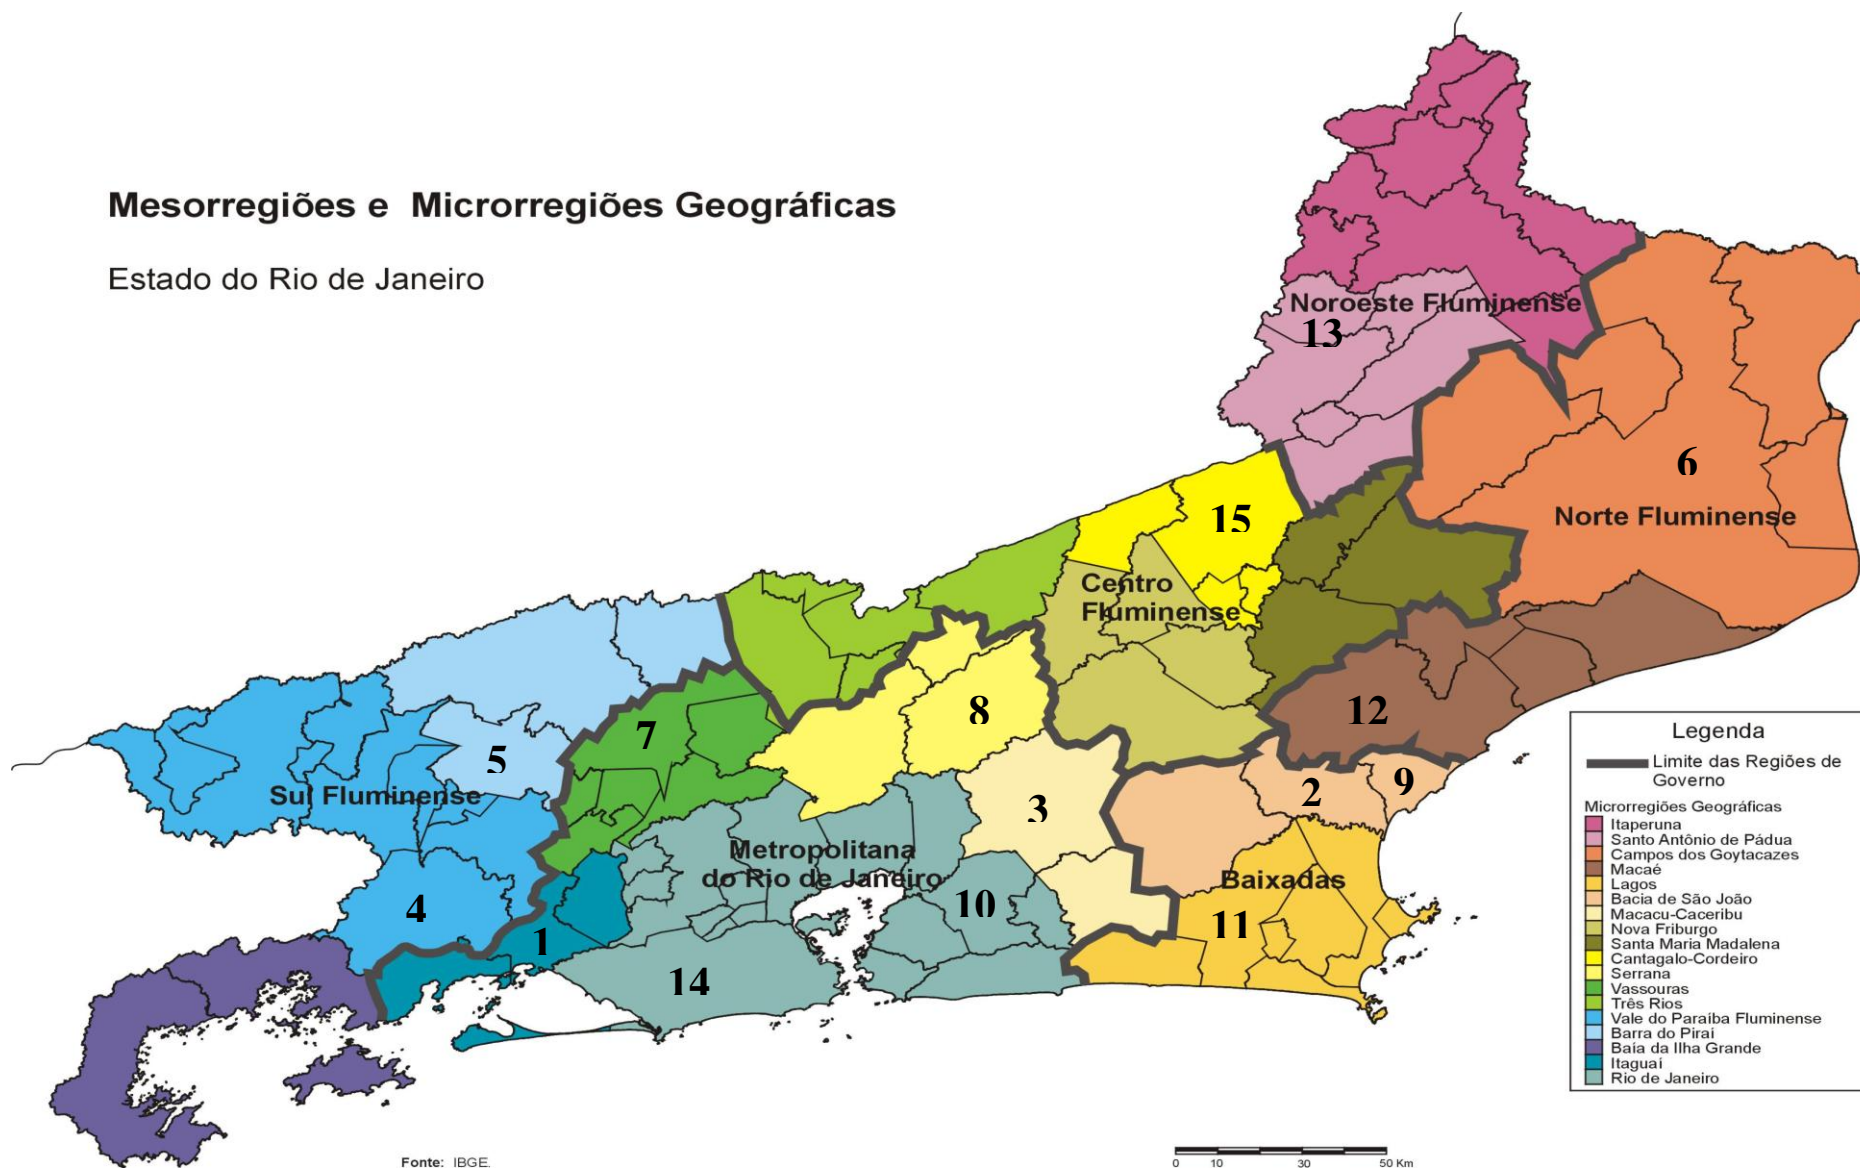 Mesorregiões e Microrregiões Geográficas
Estado do Rio de Janeiro
Noroeste Fluminense
13
6
Norte Fluminense
15
Centro
Fluminense
8
12
7
5
Sul Fluminense
2
9
3
Metropolitana
do Rio de Janeiro
Baixadas
4
10
11
1
14
Legenda
Limite das Regiões de
Governo
Microrregiões Geográficas
Itaperuna
Santo Antônio de Pádua
Campos dos Goytacazes
Macaé
Lagos
Bacia de São João
Macacu-Caceribu
Nova Friburgo
Santa Maria Madalena
Cantagalo-Cordeiro
Serrana
Vassouras
Três Rios
Vale do Paraiba Fluminense
Barra do Pirai
Baia da Ilha Grande
Itaguai
Rio de Janeiro
Fonte: IBGE.
0 10 30 50 Km